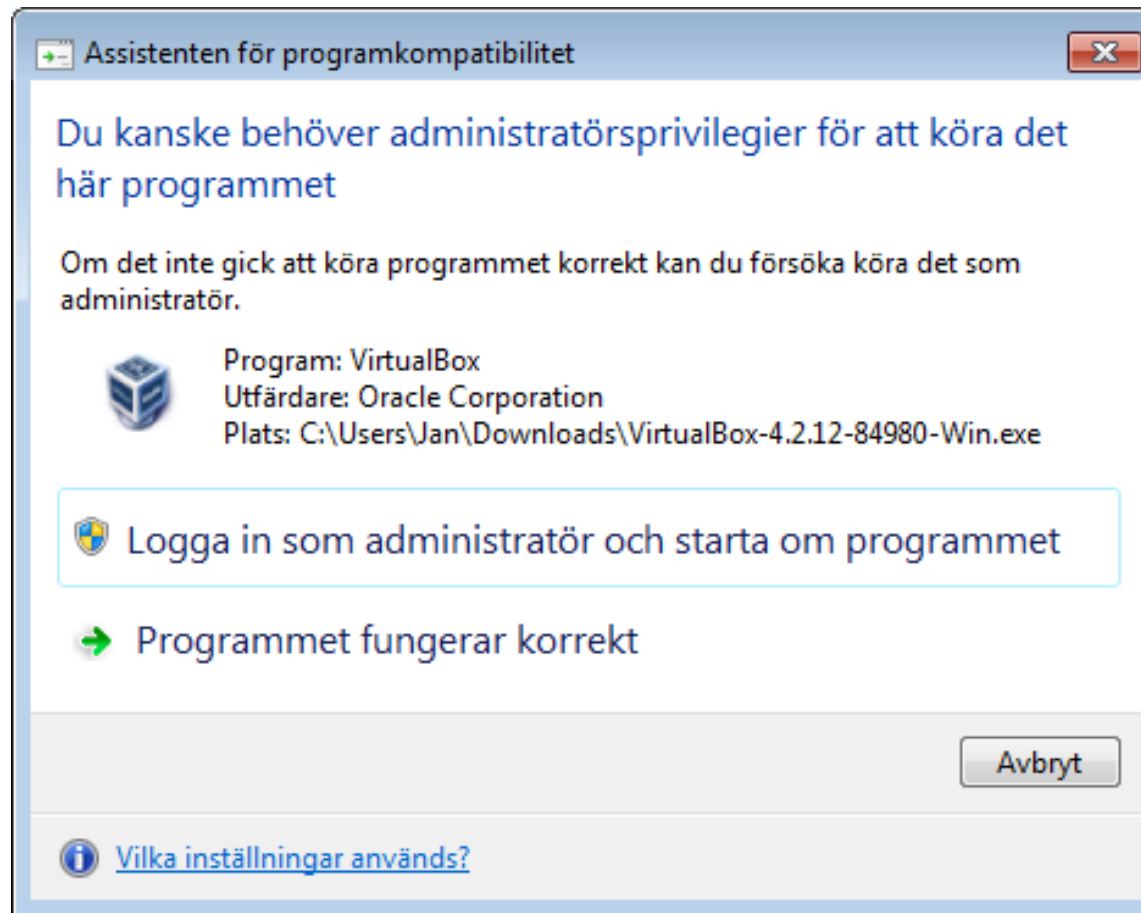 Assistenten för programkompatibilitet
Du kanske behöver administratörsprivilegier för att köra det
här programmet
Om det inte gick att köra programmet korrekt kan du försöka köra det som
administratör.
Program: VirtualBox
Utfärdare: Oracle Corporation
Plats: C:\Users\Jan\Downloads\VirtualBox-4.2.12-84980-Win.exe
Logga in som administratör och starta om programmet
Programmet fungerar korrekt
Avbryt
Vilka inställningar används?